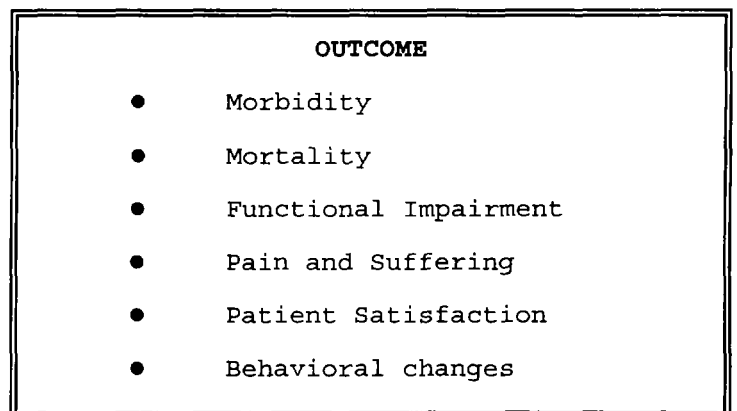 OUTCOME
● Morbidity
● Mortality
● Functional Impairment
● Pain and Suffering
● Patient Satisfaction
● Behavioral changes